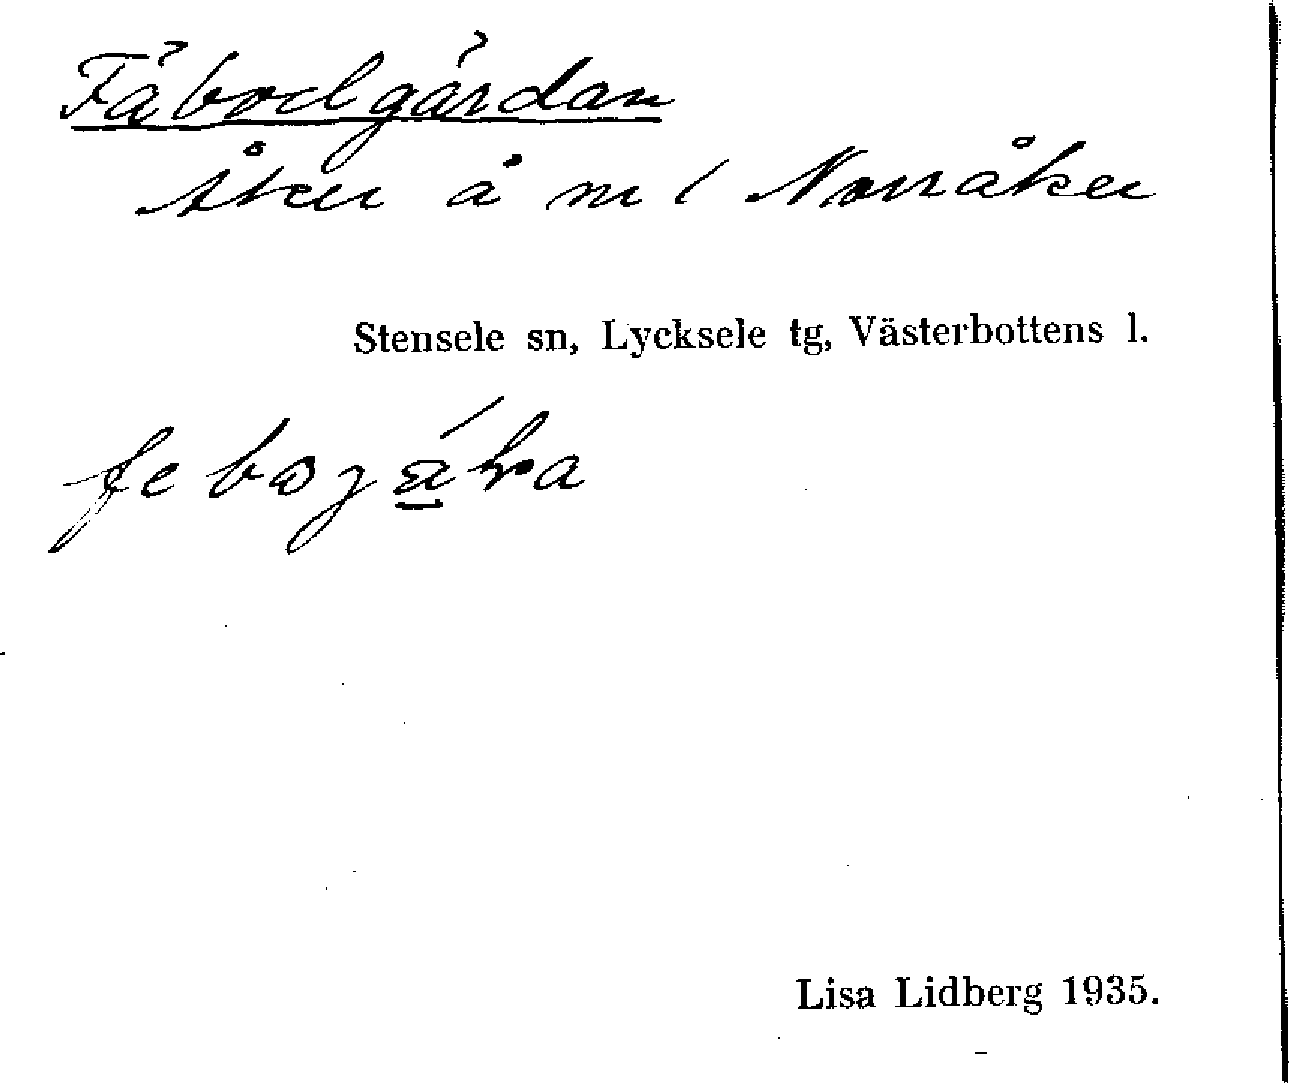 Fäbodgårdan
Åker å m / Norråker
Stensele sn, Lycksele tg, Västerbottens l.
Lisa Lidberg 1935.